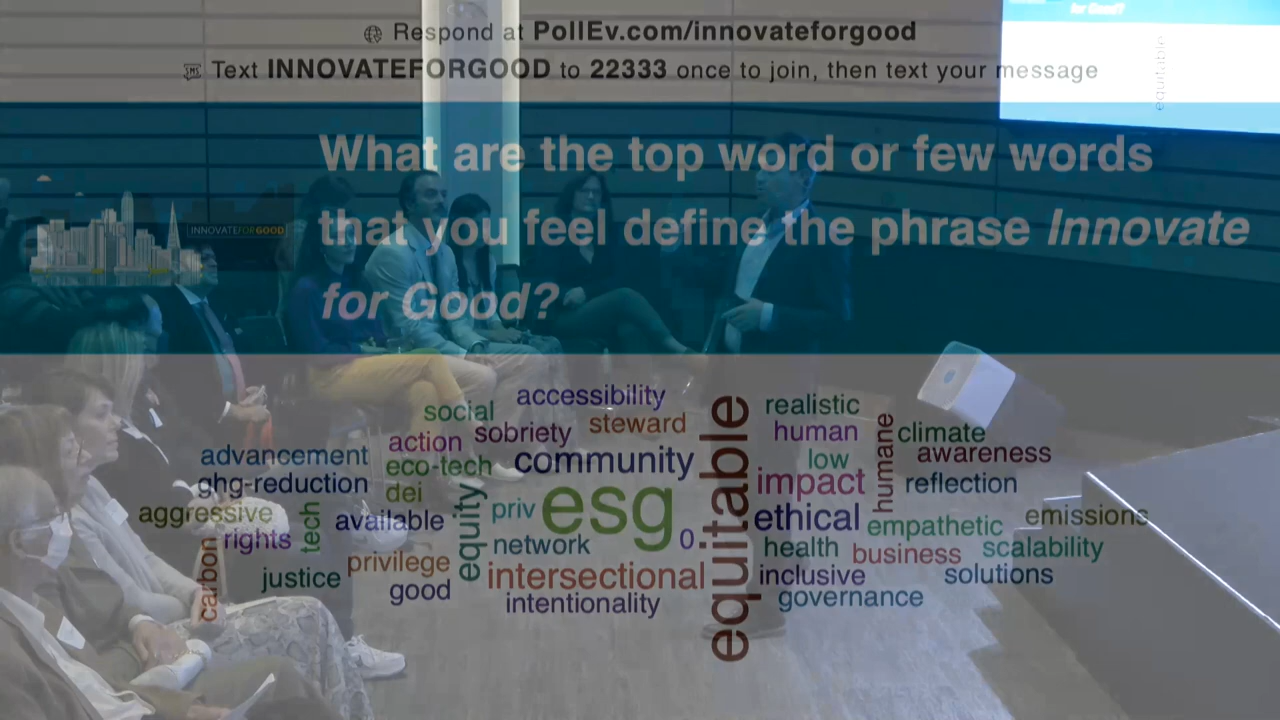 for Good?
equitable
Respond at PollEv.com/innovateforgood
Text INNOVATEFORGOOD to 22333 once to join, then text your message
What are the top word or few words
that you feel define the phrase Innovate
for Good?
INNOVATEFORGOOD
accessibility
social
steward
realistic
action
sobriety
human
humane
climate
advancement
eco-tech
community
equitable
low
awareness
ghg-reduction
dei
equity
impact
reflection
aggressive
tech
available
priv
esg
0
ethical
empathetic
emissions
rights
network
health
business
scalability
carbon
justice
privilege
intersectional
inclusive
solutions
good
intentionality
governance